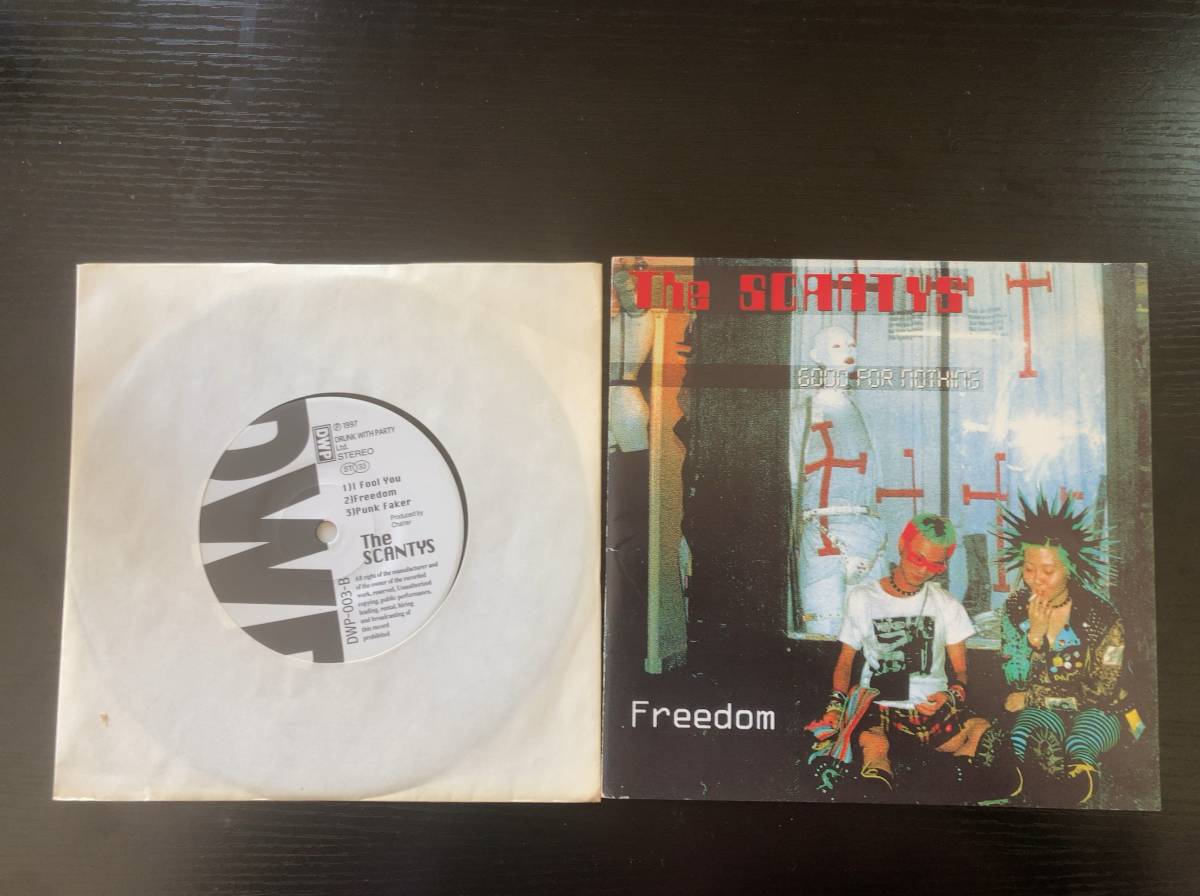 DWP
DWP
℗ 1997
DRUNK WITH PARTY
Ltd.
STEREO
ST 33
1)I Fool You
2)Freedom
3)Punk Faker
Produced by
Chatter
The
SCANTYS
All right of the manufacturer and
of the owner of the recorded
work, reserved, Unauthorized
copying, public performance,
lending, rental, hiring
and broadcasting of
this record
prohibited
DWP-003-B
The SCANTYS
GOOD FOR NOTHING
Freedom